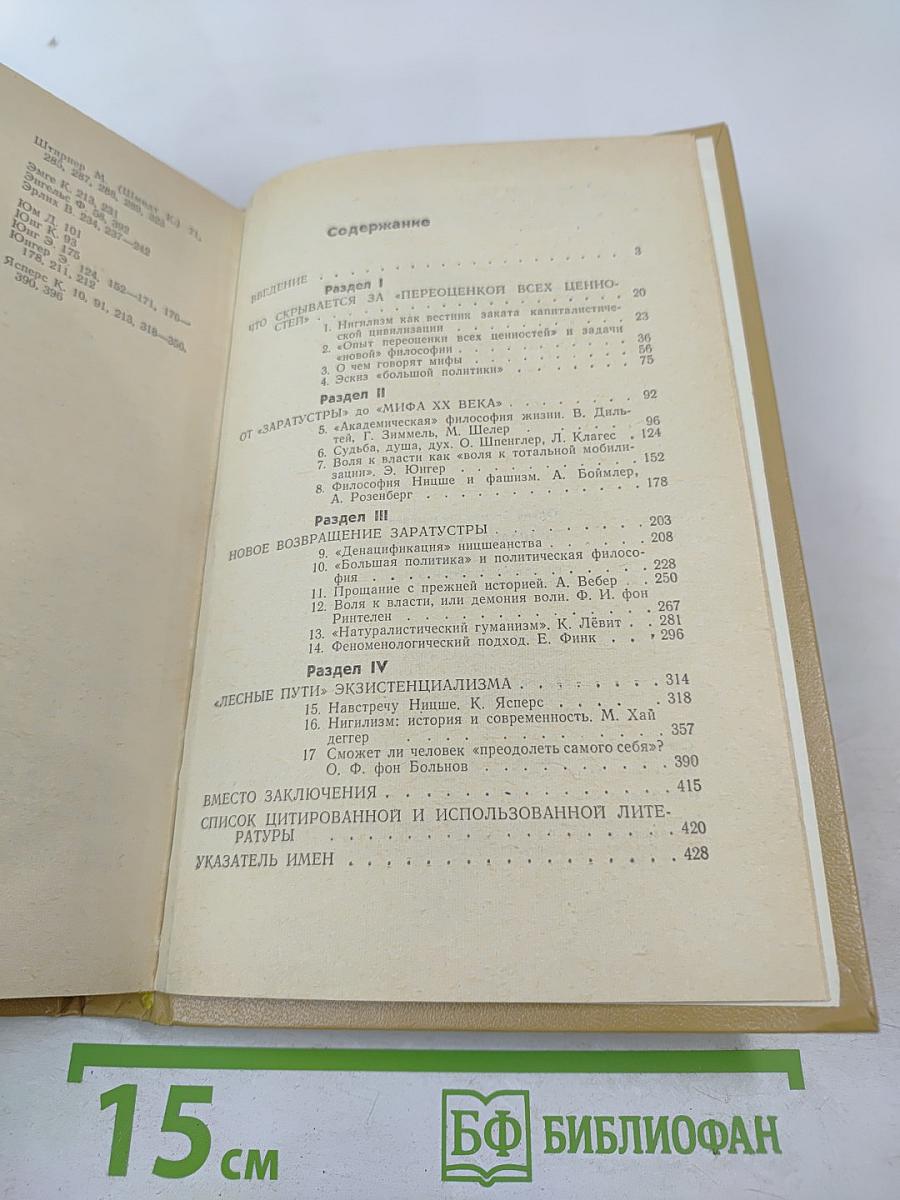 Штирнер М. (Шмидт К.) 71,
285, 287, 288, 289, 323
Эмге К. 213, 231
Энгельс Ф. 58, 392
Эрлих В. 234, 237—242
Юм Д. 101
Юнг К. 93
Юнг Э. 175
Юнгер Э. 124, 152—171, 176—
178, 211, 212
Ясперс К. 10, 91, 213, 318—356,
390, 396
Содержание
ВВЕДЕНИЕ . . . 3
Раздел I
ЧТО СКРЫВАЕТСЯ ЗА «ПЕРЕОЦЕНКОЙ ВСЕХ ЦЕННО-
СТЕЙ» . . . 20
1. Нигилизм как вестник заката капиталистиче-
ской цивилизации . . . 23
2. «Опыт переоценки всех ценностей» и задачи
«новой» философии . . . 36
3. О чем говорят мифы . . . 56
4. Эскиз «большой политики» . . . 75
Раздел II
ОТ «ЗАРАТУСТРЫ» до «МИФА XX ВЕКА» . . . 92
5. «Академическая» философия жизни. В. Диль-
тей, Г. Зиммель, М. Шелер . . . 96
6. Судьба, душа, дух. О. Шпенглер, Л. Клагес . 124
7. Воля к власти как «воля к тотальной мобили-
зации». Э. Юнгер . . . 152
8. Философия Ницше и фашизм. А. Боймлер,
А. Розенберг . . . 178
Раздел III
НОВОЕ ВОЗВРАЩЕНИЕ ЗАРАТУСТРЫ . . . 203
9. «Денацификация» ницшеанства . . . 208
10. «Большая политика» и политическая филосо-
фия . . . 228
11. Прощание с прежней историей. А. Вебер . . 250
12. Воля к власти, или демония воли. Ф. И. фон
Ринтелен . . . 267
13. «Натуралистический гуманизм». К. Лёвит . . 281
14. Феноменологический подход. Е. Финк . . . 296
Раздел IV
«ЛЕСНЫЕ ПУТИ» ЭКЗИСТЕНЦИАЛИЗМА . . . 314
15. Навстречу Ницше. К. Ясперс . . . 318
16. Нигилизм: история и современность. М. Хай
деггер . . . 357
17 Сможет ли человек «преодолеть самого себя»?
О. Ф. фон Больнов . . . 390
ВМЕСТО ЗАКЛЮЧЕНИЯ . . . 415
СПИСОК ЦИТИРОВАННОЙ И ИСПОЛЬЗОВАННОЙ ЛИТЕ-
РАТУРЫ . . . 420
УКАЗАТЕЛЬ ИМЕН . . . 428
15 см
БФ БИБЛИОФАН